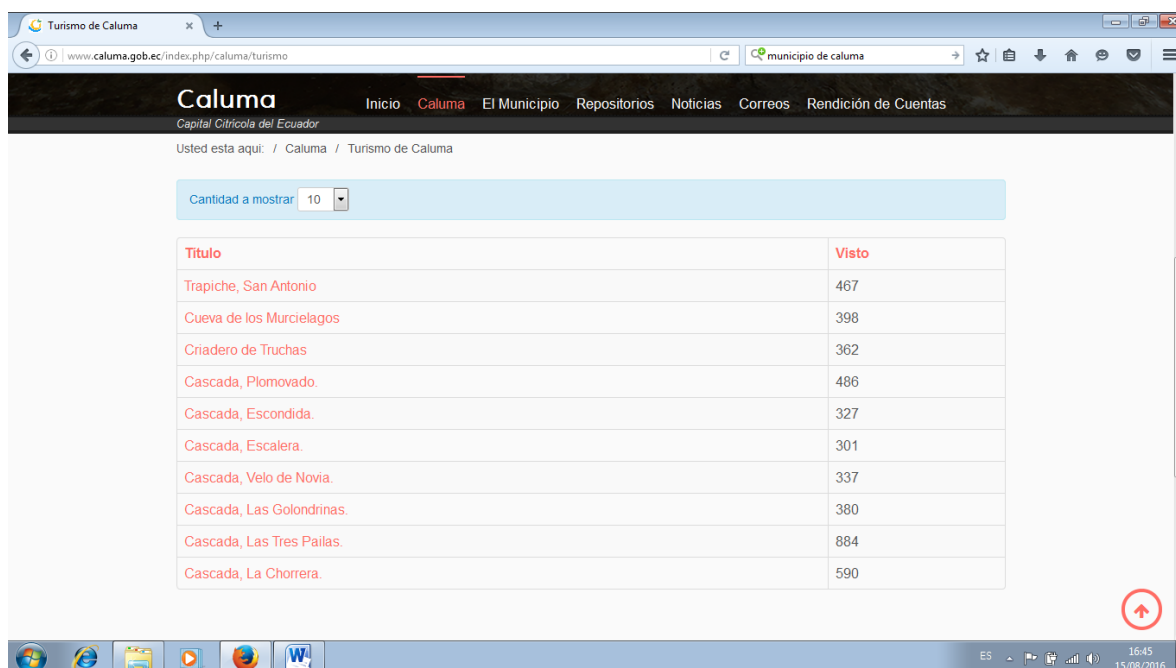 Turismo de Caluma
www.caluma.gob.ec/index.php/caluma/turismo
municipio de caluma
Caluma
Capital Citrícola del Ecuador
Inicio Caluma El Municipio Repositorios Noticias Correos Rendición de Cuentas
Usted esta aqui: / Caluma / Turismo de Caluma
Cantidad a mostrar 10
Titulo Visto
Trapiche, San Antonio 467
Cueva de los Murcielagos 398
Criadero de Truchas 362
Cascada, Plomovado. 486
Cascada, Escondida. 327
Cascada, Escalera. 301
Cascada, Velo de Novia. 337
Cascada, Las Golondrinas. 380
Cascada, Las Tres Pailas. 884
Cascada, La Chorrera. 590
ES
16:45
15/08/2016